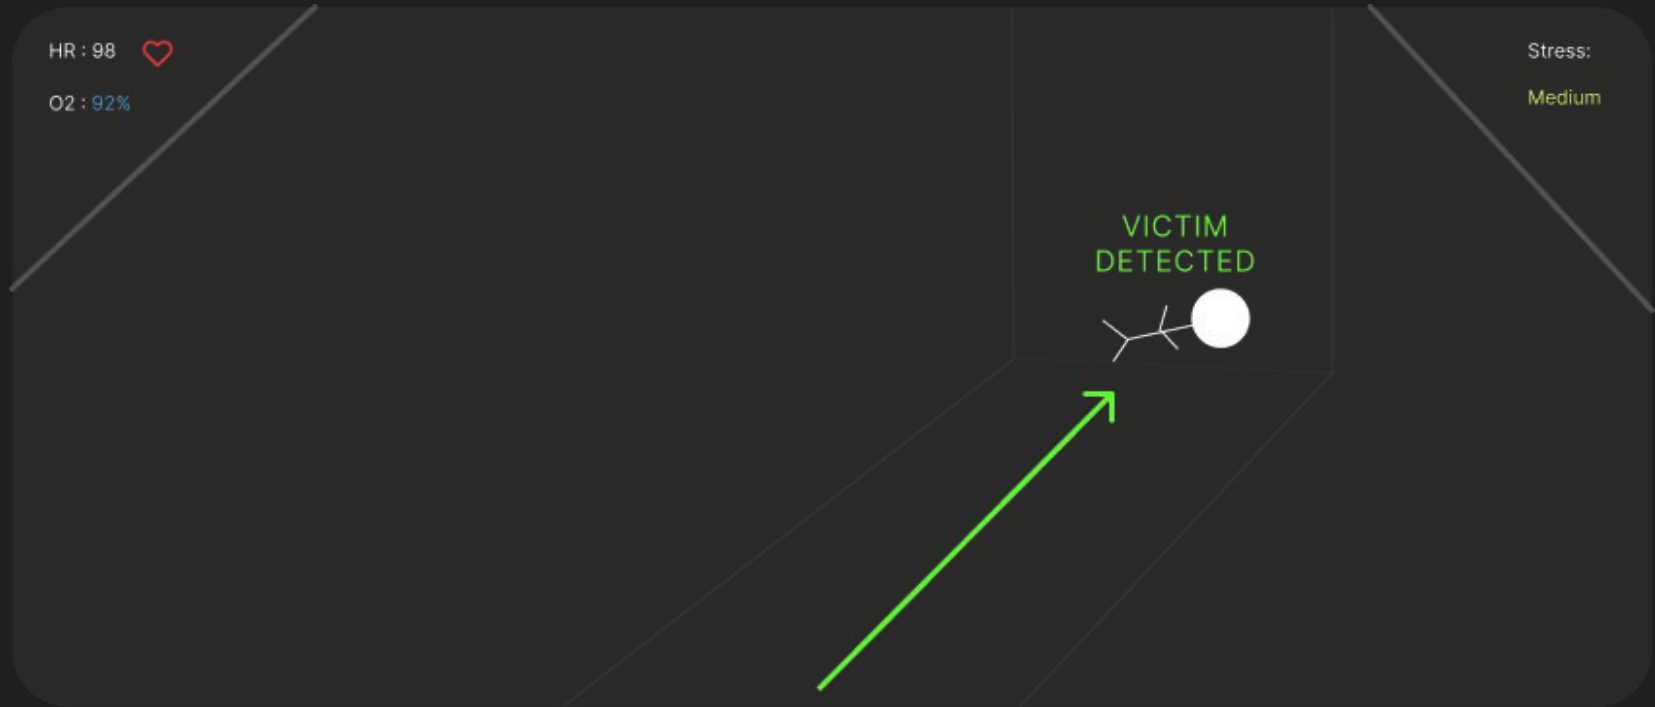 HR : 98
O2 : 92%
Stress:
Medium
VICTIM
DETECTED